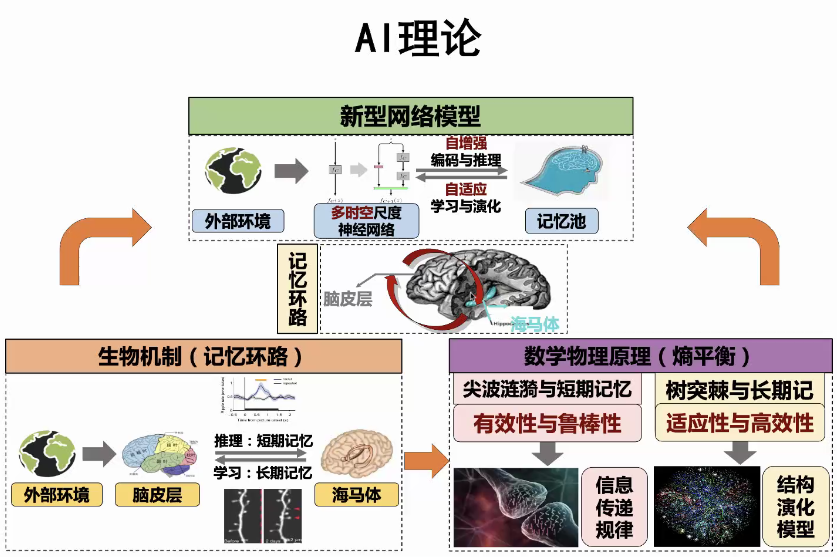 AI理论
新型网络模型
自增强
编码与推理
自适应
学习与演化
外部环境
多时空尺度
神经网络
记忆池
记忆环路
脑皮层
海马体
生物机制（记忆环路）
数学物理原理（熵平衡）
尖波涟漪与短期记忆
树突棘与长期记
有效性与鲁棒性
适应性与高效性
推理：短期记忆
学习：长期记忆
外部环境
脑皮层
海马体
Before
2 days
信息
传递
规律
结构
演化
模型